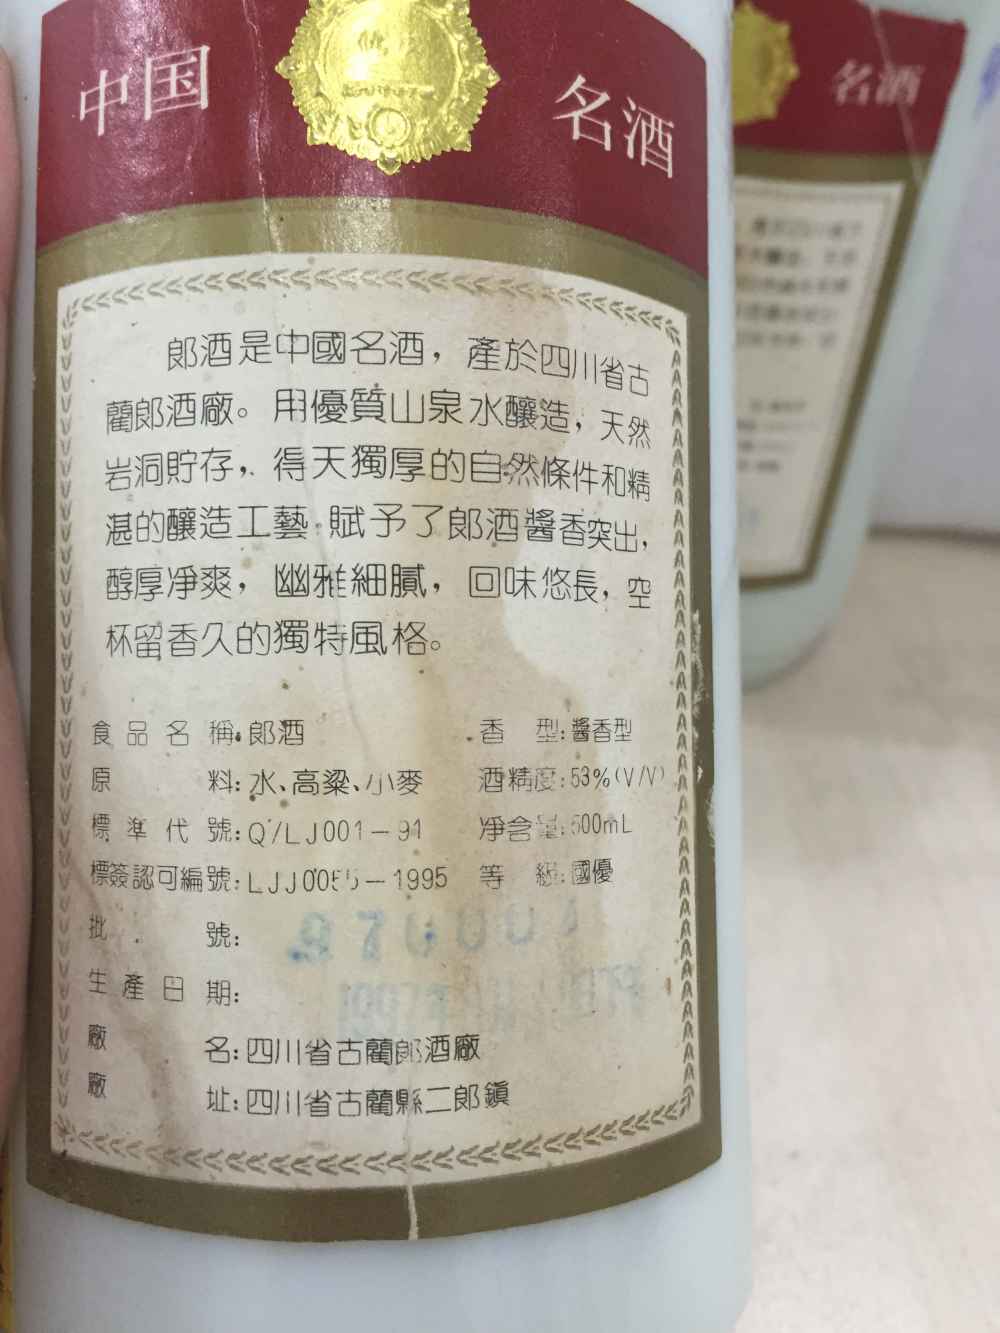 中国 名酒
郎酒是中國名酒，產於四川省古
藺郎酒廠。用優質山泉水釀造，天然
岩洞貯存，得天獨厚的自然條件和精
湛的釀造工藝 賦予了郎酒醬香突出，
醇厚凈爽，幽雅細膩，回味悠長，空
杯留香久的獨特風格。
食品名稱：郎酒 香型：醬香型
原料：水、高粱、小麥 酒精度：53%(V/V)
標準代號：Q/LJ001－91 凈含量：500mL
標簽認可編號：LJJ0055－1995 等級：國優
批號：
生產日期：
廠名：四川省古藺郎酒廠
廠址：四川省古藺縣二郎鎮
名酒